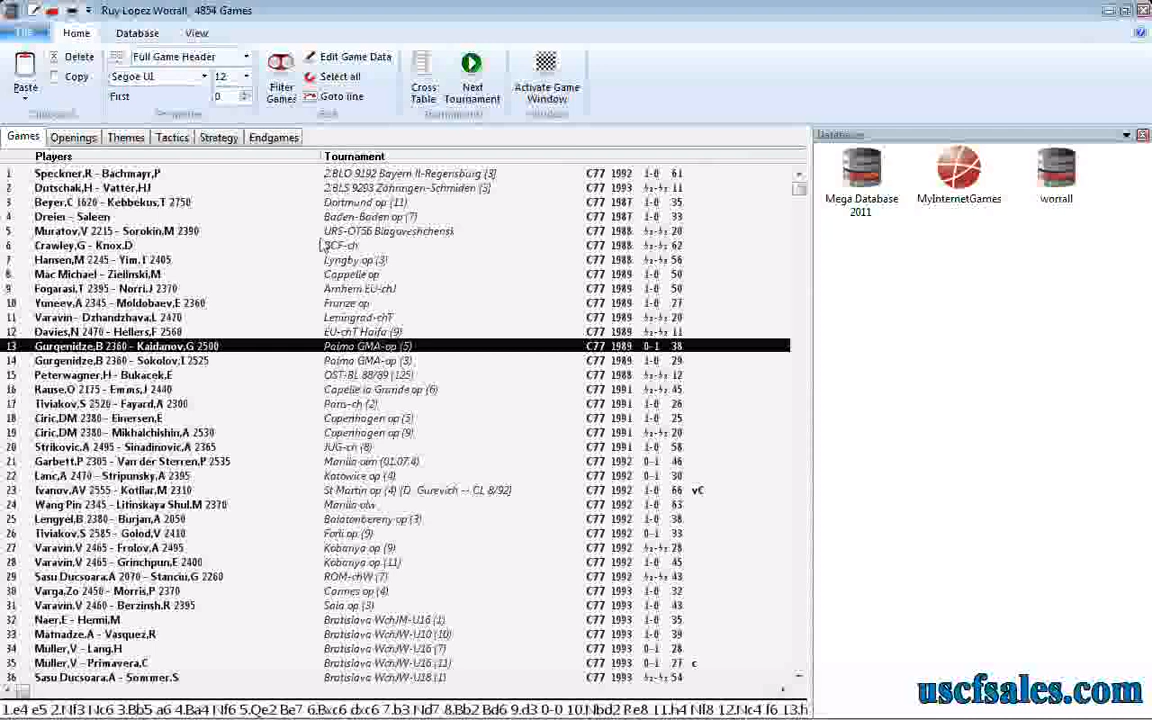 Ruy Lopez Worrall, 4854 Games
File Home Database View
Paste Delete Full Game Header Edit Game Data
Copy Segoe UI 12 Filter Games Select all Cross Table Next Tournament Activate Game Window
First 0 Goto line
Games Openings Themes Tactics Strategy Endgames Databases
Players Tournament
1 Speckner,R - Bachmayr,P 2.BLO 9192 Bayern II-Regensburg (3) C77 1992 1-0 61
2 Dutschak,H - Vatter,HJ 2.BLS 9293 Zähringen-Schmiden (3) C77 1992 ½-½ 11
3 Beyer,C 1620 - Kebbekus,T 2750 Dortmund op (11) C77 1987 1-0 35
4 Dreier - Saleen Baden-Baden op (7) C77 1987 1-0 33
5 Muratov,V 2215 - Sorokin,M 2390 URS-OTSB Blagoveshchensk C77 1988 ½-½ 20
6 Crawley,G - Knox,D BCF-ch C77 1988 ½-½ 62
7 Hansen,M 2245 - Yim,T 2405 Lyngby op (3) C77 1988 ½-½ 56
8 Mac Michael - Zielinski,M Cappelle op C77 1989 1-0 50
9 Fogarasi,T 2395 - Norri,J 2370 Arnhem EU-chJ C77 1989 1-0 50
10 Yuneev,A 2345 - Moldobaev,E 2360 Frunze op C77 1989 1-0 27
11 Varavin - Dzhandzhava,L 2470 Leningrad-chT C77 1989 ½-½ 20
12 Davies,N 2470 - Hellers,F 2560 EU-chT Haifa (9) C77 1989 ½-½ 11
13 Gurgenidze,B 2360 - Kaidanov,G 2500 Palma GMA-op (5) C77 1989 0-1 38
14 Gurgenidze,B 2360 - Sokolov,I 2525 Palma GMA-op (3) C77 1989 1-0 29
15 Peterwagner,H - Bukacek,E OST-BL 88/89 (125) C77 1988 ½-½ 12
16 Rause,O 2175 - Emms,J 2440 Capelle la Grande op (6) C77 1991 ½-½ 45
17 Tiviakov,S 2520 - Fayard,A 2300 Paris-ch (2) C77 1991 1-0 26
18 Ciric,DM 2380 - Einersen,E Copenhagen op (5) C77 1991 1-0 25
19 Ciric,DM 2380 - Mikhalchishin,A 2530 Copenhagen op (9) C77 1991 ½-½ 20
20 Strikovic,A 2495 - Sinadinovic,A 2365 JUG-ch (8) C77 1991 1-0 58
21 Garbett,P 2305 - Van der Sterren,P 2535 Manila-olm (01.07.4) C77 1992 0-1 46
22 Lanc,A 2470 - Stripunsky,A 2395 Katowice op (4) C77 1992 0-1 30
23 Ivanov,AV 2555 - Kotliar,M 2310 St Martin op (4) (D. Gurevich -- CL 8/92) C77 1992 1-0 66 vC
24 Wang Pin 2345 - Litinskaya Shul,M 2370 Manila-olw C77 1992 1-0 63
25 Lengyel,B 2380 - Burjan,A 2050 Balatonbereny op (3) C77 1992 1-0 38
26 Tiviakov,S 2585 - Golod,V 2410 Forli op (9) C77 1992 0-1 33
27 Varavin,V 2465 - Frolov,A 2495 Kobanya op (9) C77 1992 ½-½ 28
28 Varavin,V 2465 - Grinchpun,E 2400 Kobanya op (11) C77 1992 1-0 45
29 Sasu Ducsoara,A 2070 - Stanciu,G 2260 ROM-chW (7) C77 1992 ½-½ 43
30 Varga,Zo 2450 - Morris,P 2370 Cannes op (4) C77 1993 1-0 32
31 Varavin,V 2460 - Berzinsh,R 2395 Sala op (3) C77 1993 1-0 43
32 Naer,E - Henni,M Bratislava WchJM-U16 (1) C77 1993 1-0 35
33 Matnadze,A - Vasquez,R Bratislava WchJW-U10 (10) C77 1993 1-0 39
34 Muller,V - Lang,H Bratislava WchJW-U16 (7) C77 1993 1-0 28
35 Muller,V - Primavera,C Bratislava WchJW-U16 (11) C77 1993 1-0 27 c
36 Sasu Ducsoara,A - Sommer,S Bratislava WchJW-U18 (1) C77 1993 ½-½ 54
Mega Database 2011 MyInternetGames worrall
uscfsales.com
1.e4 e5 2.Nf3 Nc6 3.Bb5 a6 4.Ba4 Nf6 5.Qe2 Be7 6.Bxc6 dxc6 7.b3 Nd7 8.Bb2 Bd6 9.d3 0-0 10.Nbd2 Re8 11.h4 Nf8 12.Nc4 f6 13.h